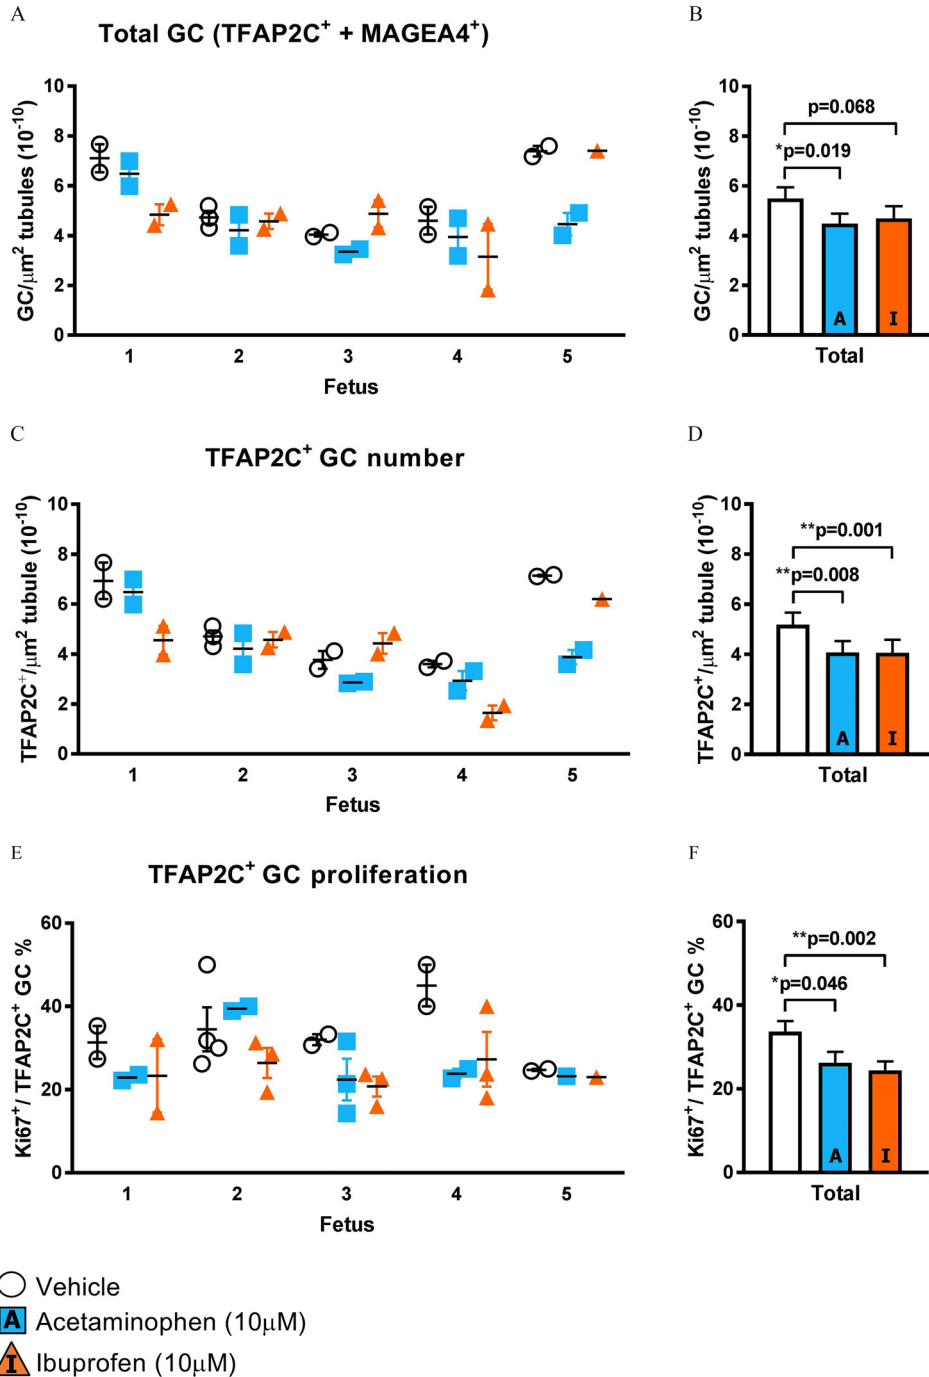 A
Total GC (TFAP2C⁺ + MAGEA4⁺)
GC/μm² tubules (10⁻¹⁰)
10
8
6
4
2
0
1 2 3 4 5
Fetus
B
GC/μm² tubules (10⁻¹⁰)
10
8
6
4
2
0
p=0.068
*p=0.019
A I
Total
C
TFAP2C⁺ GC number
TFAP2C⁺/μm² tubule (10⁻¹⁰)
10
8
6
4
2
0
1 2 3 4 5
Fetus
D
TFAP2C⁺/μm² tubule (10⁻¹⁰)
10
8
6
4
2
0
**p=0.001
**p=0.008
A I
Total
E
TFAP2C⁺ GC proliferation
Ki67⁺/ TFAP2C⁺ GC %
60
40
20
0
1 2 3 4 5
Fetus
F
Ki67⁺/ TFAP2C⁺ GC %
60
40
20
0
**p=0.002
*p=0.046
A I
Total
Vehicle
A Acetaminophen (10μM)
I Ibuprofen (10μM)